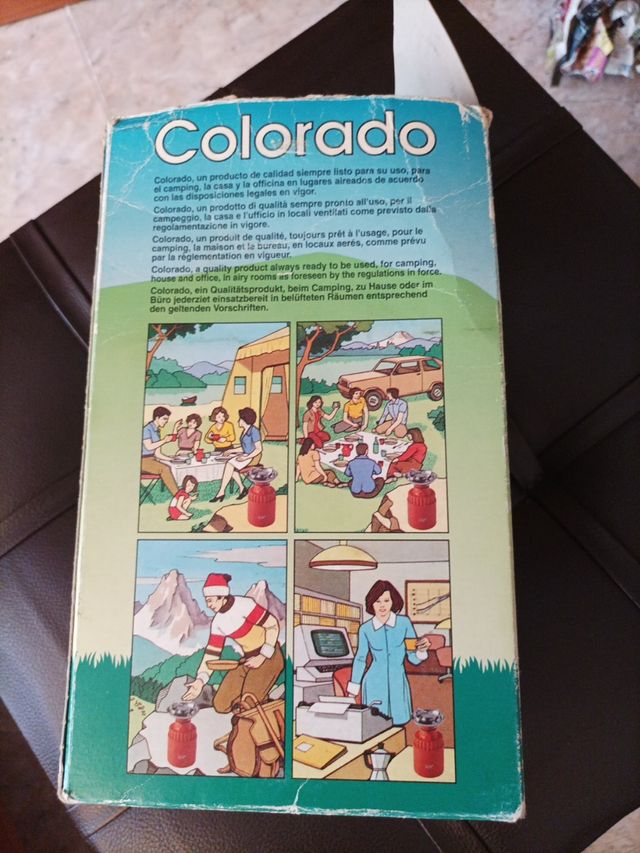 Colorado
Colorado, un producto de calidad siempre listo para su uso, para
el camping, la casa y la officina en lugares aireados de acuerdo
con las disposiciones legales en vigor.
Colorado, un prodotto di qualità sempre pronto all'uso, per il
campeggio, la casa e l'ufficio in locali ventilati come previsto dalla
regolamentazione in vigore.
Colorado, un produit de qualité, toujours prêt à l'usage, pour le
camping, la maison et la bureau, en locaux aerés, comme prévu
par la règlementation en vigueur.
Colorado, a quality product always ready to be used, for camping,
house and office, in airy rooms as foreseen by the regulations in force.
Colorado, ein Qualitätsprodukt, beim Camping, zu Hause oder im
Büro jederziet einsatzbereit in belüfteten Räumen entsprechend
den geltenden Vorschriften.